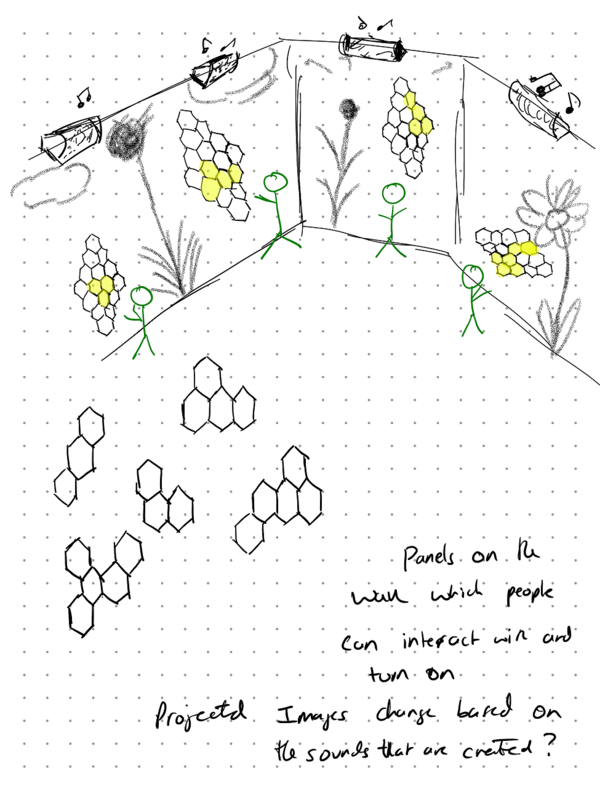 Panels on the
wall which people
can interact with and
turn on
Projected Images change based on
the sounds that are created?